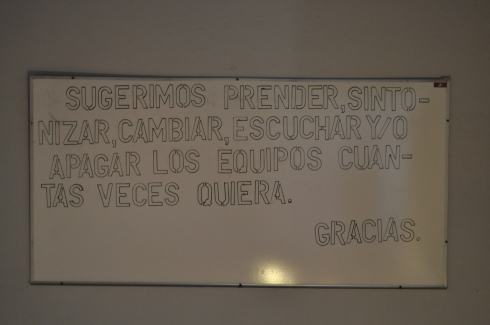 SUGERIMOS PRENDER, SINTO-
NIZAR, CAMBIAR, ESCUCHAR Y/O
APAGAR LOS EQUIPOS CUAN-
TAS VECES QUIERA.
GRACIAS.